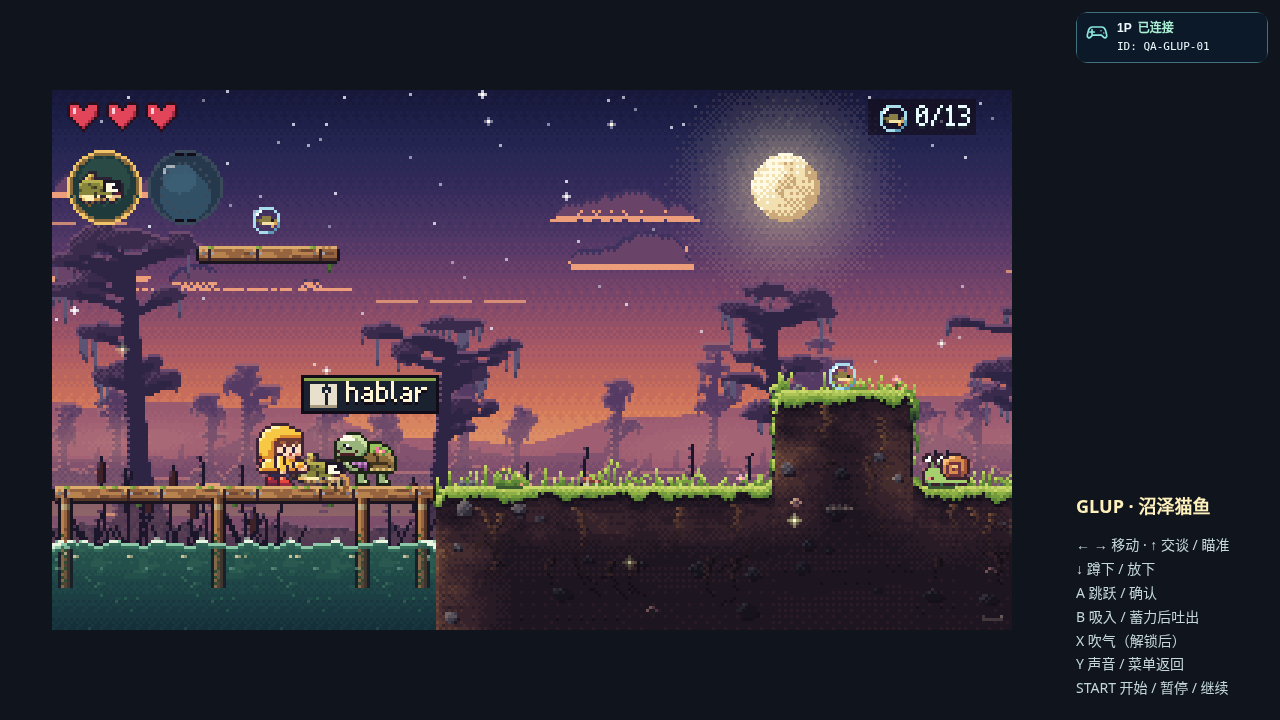 1P 已连接
ID: QA-GLUP-01
0/13
hablar
GLUP · 沼泽猫鱼
← → 移动 · ↑ 交谈 / 瞄准
↓ 蹲下 / 放下
A 跳跃 / 确认
B 吸入 / 蓄力后吐出
X 吹气（解锁后）
Y 声音 / 菜单返回
START 开始 / 暂停 / 继续